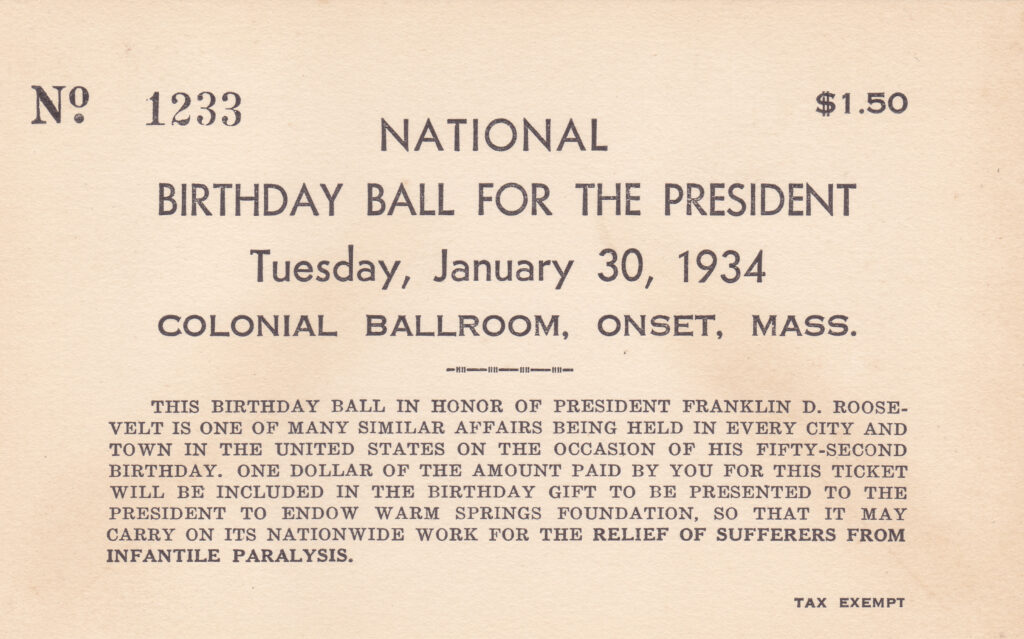 Nº 1233
$1.50
NATIONAL
BIRTHDAY BALL FOR THE PRESIDENT
Tuesday, January 30, 1934
COLONIAL BALLROOM, ONSET, MASS.
THIS BIRTHDAY BALL IN HONOR OF PRESIDENT FRANKLIN D. ROOSE-
VELT IS ONE OF MANY SIMILAR AFFAIRS BEING HELD IN EVERY CITY AND
TOWN IN THE UNITED STATES ON THE OCCASION OF HIS FIFTY-SECOND
BIRTHDAY. ONE DOLLAR OF THE AMOUNT PAID BY YOU FOR THIS TICKET
WILL BE INCLUDED IN THE BIRTHDAY GIFT TO BE PRESENTED TO THE
PRESIDENT TO ENDOW WARM SPRINGS FOUNDATION, SO THAT IT MAY
CARRY ON ITS NATIONWIDE WORK FOR THE RELIEF OF SUFFERERS FROM
INFANTILE PARALYSIS.
TAX EXEMPT